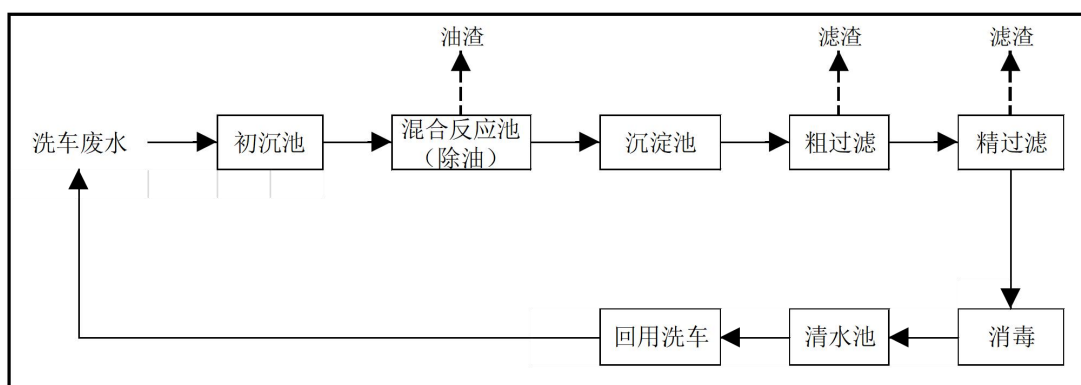 油渣
滤渣
滤渣
洗车废水
初沉池
混合反应池
（除油）
沉淀池
粗过滤
精过滤
回用洗车
清水池
消毒